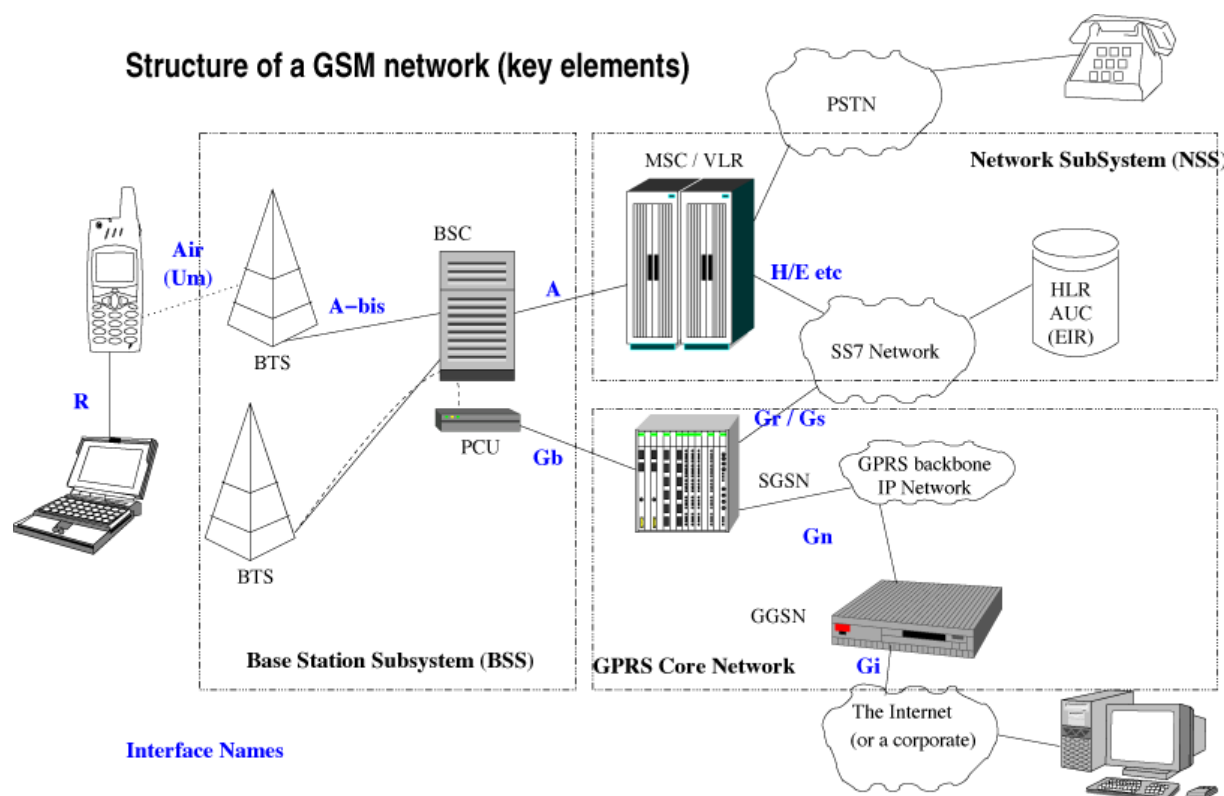 Structure of a GSM network (key elements)
PSTN
MSC / VLR
Network SubSystem (NSS)
BSC
Air
(Um)
A-bis
A
H/E etc
HLR
AUC
(EIR)
BTS
SS7 Network
R
PCU
Gb
Gr / Gs
SGSN
GPRS backbone
IP Network
Gn
BTS
GGSN
Base Station Subsystem (BSS)
GPRS Core Network
Gi
The Internet
(or a corporate)
Interface Names